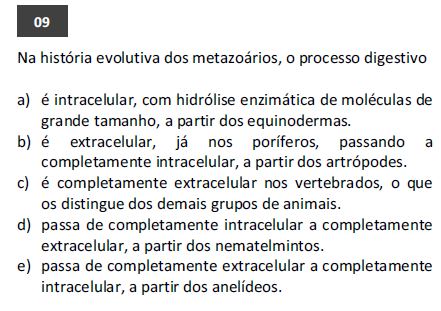 09
Na história evolutiva dos metazoários, o processo digestivo
a) é intracelular, com hidrólise enzimática de moléculas de
grande tamanho, a partir dos equinodermas.
b) é extracelular, já nos poríferos, passando a
completamente intracelular, a partir dos artrópodes.
c) é completamente extracelular nos vertebrados, o que
os distingue dos demais grupos de animais.
d) passa de completamente intracelular a completamente
extracelular, a partir dos nematelmintos.
e) passa de completamente extracelular a completamente
intracelular, a partir dos anelídeos.